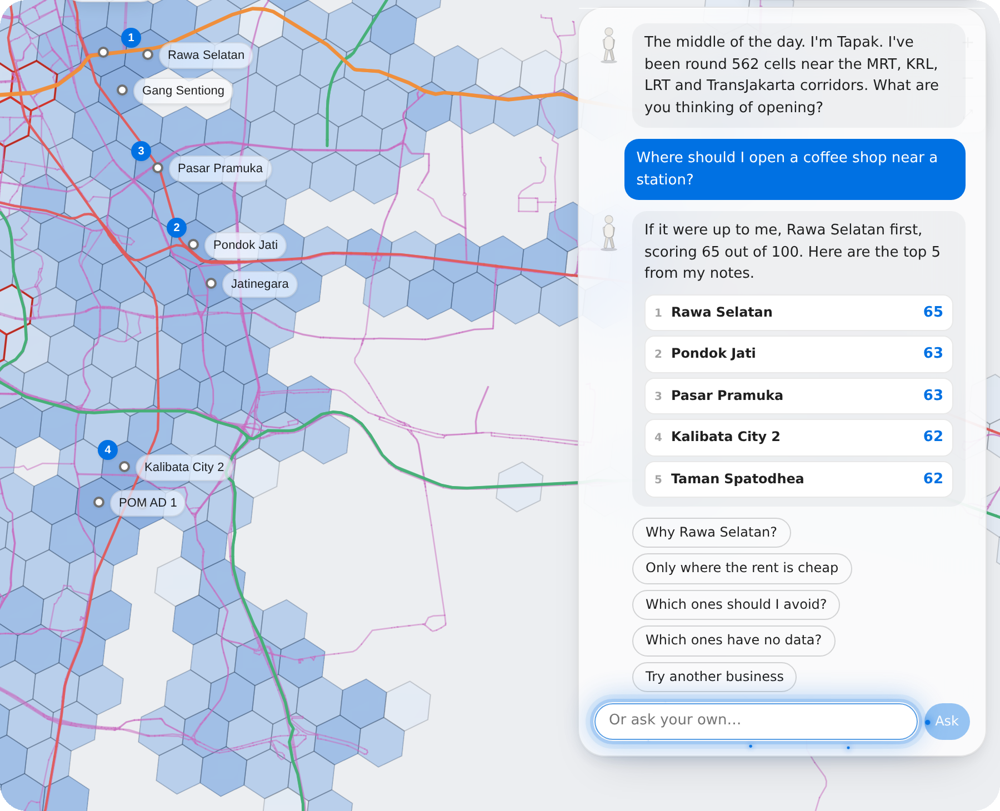 1
Rawa Selatan
Gang Sentiong
3
Pasar Pramuka
2
Pondok Jati
Jatinegara
4
Kalibata City 2
POM AD 1
The middle of the day. I'm Tapak. I've
been round 562 cells near the MRT, KRL,
LRT and TransJakarta corridors. What are
you thinking of opening?
Where should I open a coffee shop near a
station?
If it were up to me, Rawa Selatan first,
scoring 65 out of 100. Here are the top 5
from my notes.
1 Rawa Selatan 65
2 Pondok Jati 63
3 Pasar Pramuka 63
4 Kalibata City 2 62
5 Taman Spatodhea 62
Why Rawa Selatan?
Only where the rent is cheap
Which ones should I avoid?
Which ones have no data?
Try another business
Or ask your own...
Ask